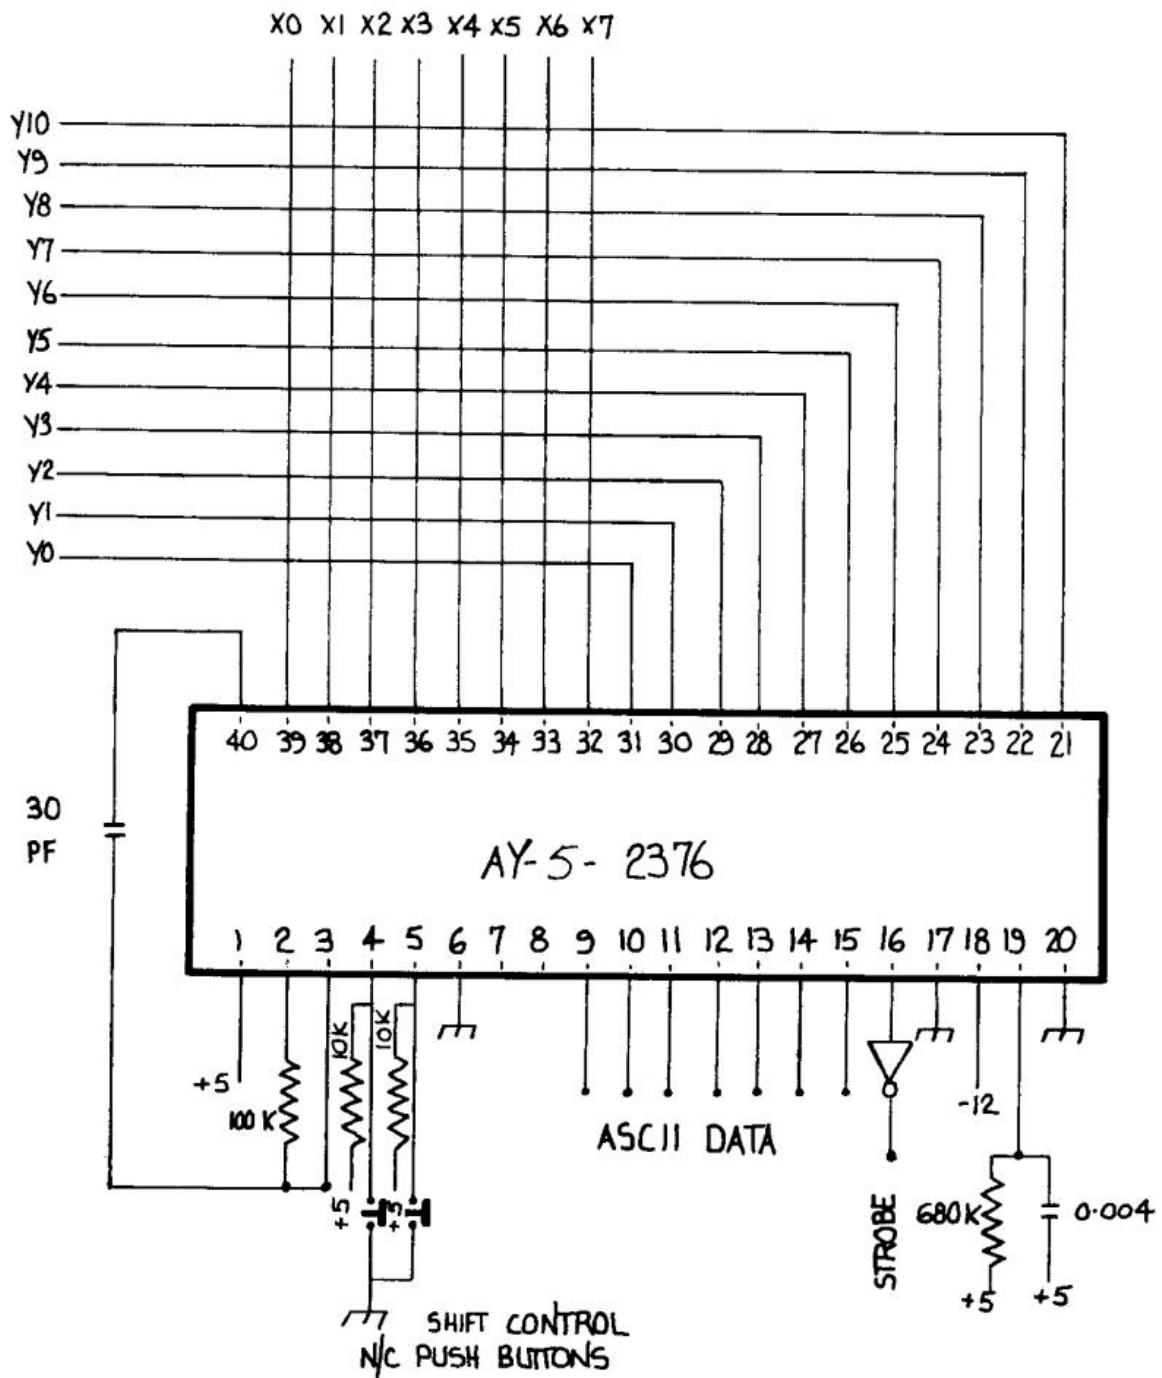 X0 X1 X2 X3 X4 X5 X6 X7
Y10
Y9
Y8
Y7
Y6
Y5
Y4
Y3
Y2
Y1
Y0
40 39 38 37 36 35 34 33 32 31 30 29 28 27 26 25 24 23 22 21
30
PF
AY-5-2376
1 2 3 4 5 6 7 8 9 10 11 12 13 14 15 16 17 18 19 20
10K
10K
+5
100 K
-12
ASCII DATA
+5
+5
STROBE
680K
0.004
+5
+5
SHIFT CONTROL
N/C PUSH BUTTONS